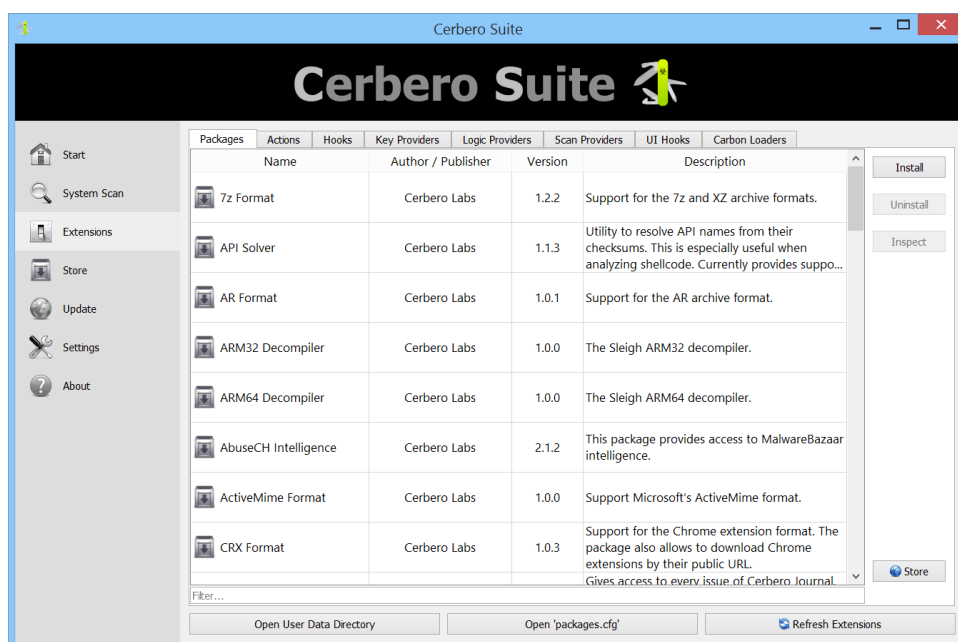 Cerbero Suite
Cerbero Suite
Start
System Scan
Extensions
Store
Update
Settings
About
Packages Actions Hooks Key Providers Logic Providers Scan Providers UI Hooks Carbon Loaders
Name Author / Publisher Version Description
7z Format Cerbero Labs 1.2.2 Support for the 7z and XZ archive formats.
API Solver Cerbero Labs 1.1.3 Utility to resolve API names from their
checksums. This is especially useful when
analyzing shellcode. Currently provides suppo...
AR Format Cerbero Labs 1.0.1 Support for the AR archive format.
ARM32 Decompiler Cerbero Labs 1.0.0 The Sleigh ARM32 decompiler.
ARM64 Decompiler Cerbero Labs 1.0.0 The Sleigh ARM64 decompiler.
AbuseCH Intelligence Cerbero Labs 2.1.2 This package provides access to MalwareBazaar
intelligence.
ActiveMime Format Cerbero Labs 1.0.0 Support Microsoft's ActiveMime format.
CRX Format Cerbero Labs 1.0.3 Support for the Chrome extension format. The
package also allows to download Chrome
extensions by their public URL.
Gives access to every issue of Cerbero Journal.
Filter...
Install
Uninstall
Inspect
Store
Open User Data Directory Open 'packages.cfg' Refresh Extensions